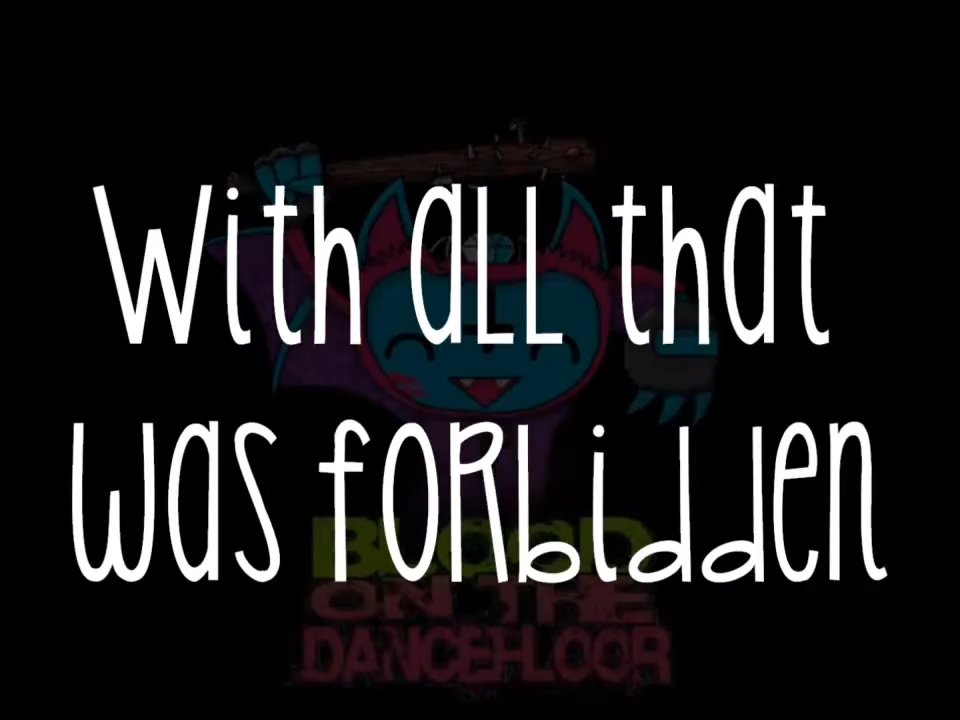 With all that
was forbidden
BLOOD
ON THE
DANCEFLOOR